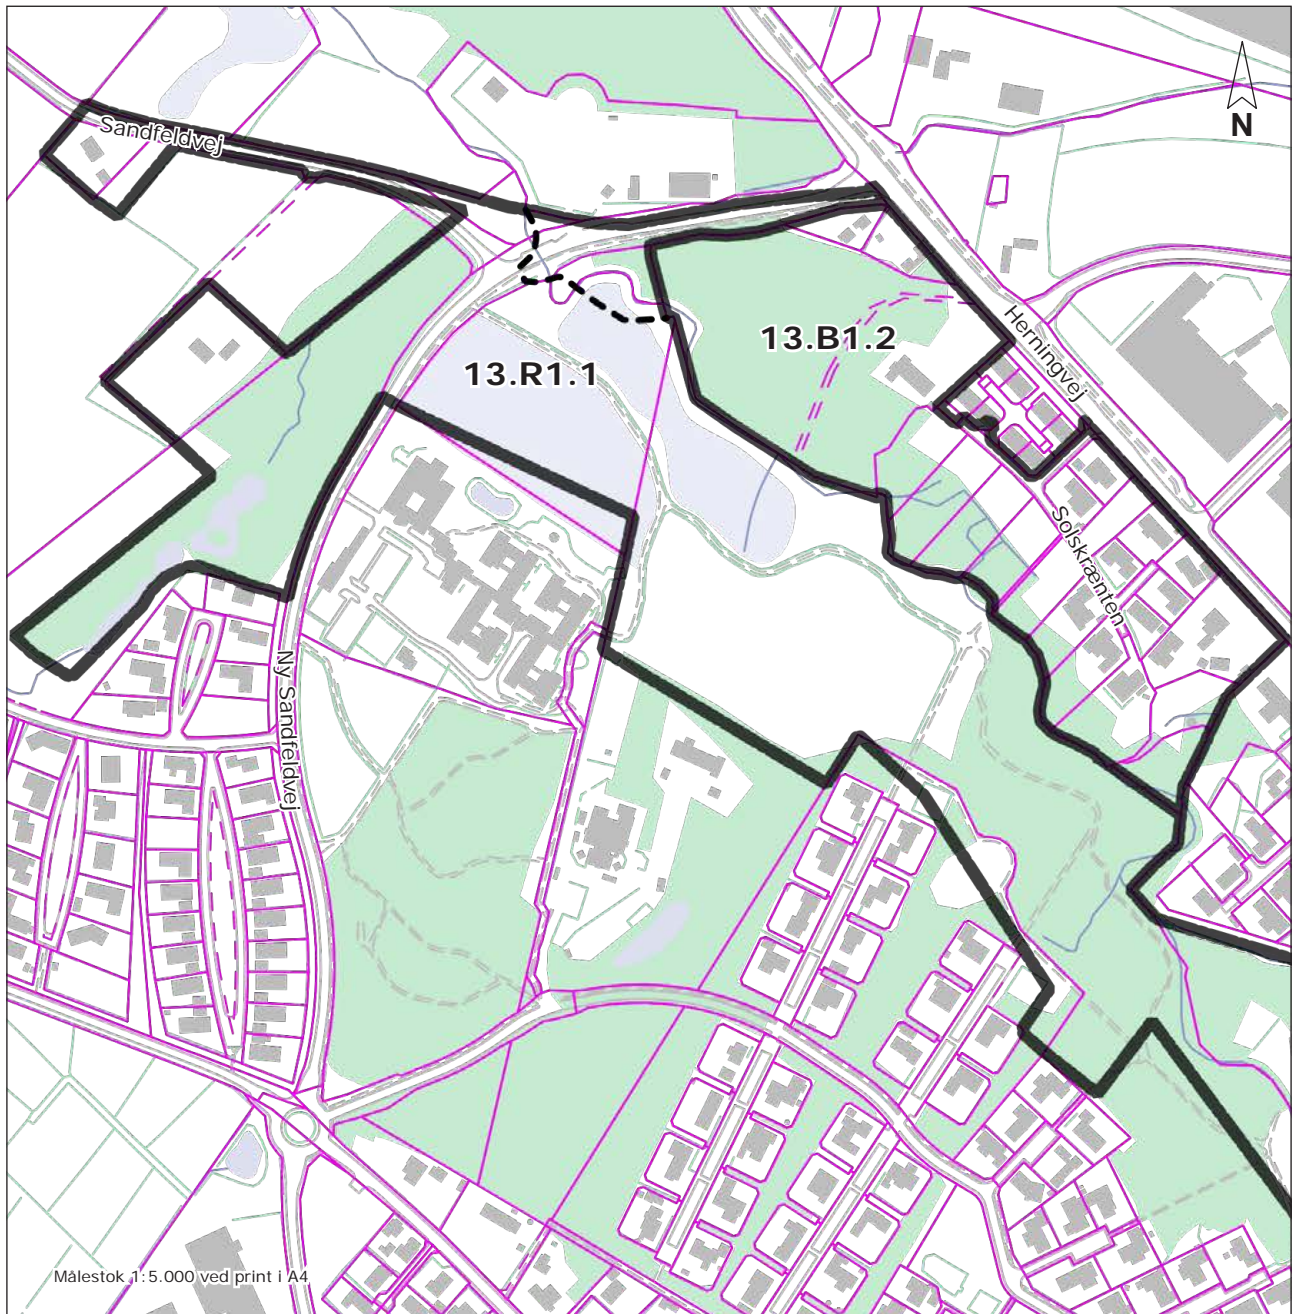 Sandfeldvej
N
Herningvej
13.B1.2
13.R1.1
Solskrænten
Ny Sandfeldvej
Målestok 1:5.000 ved print i A4